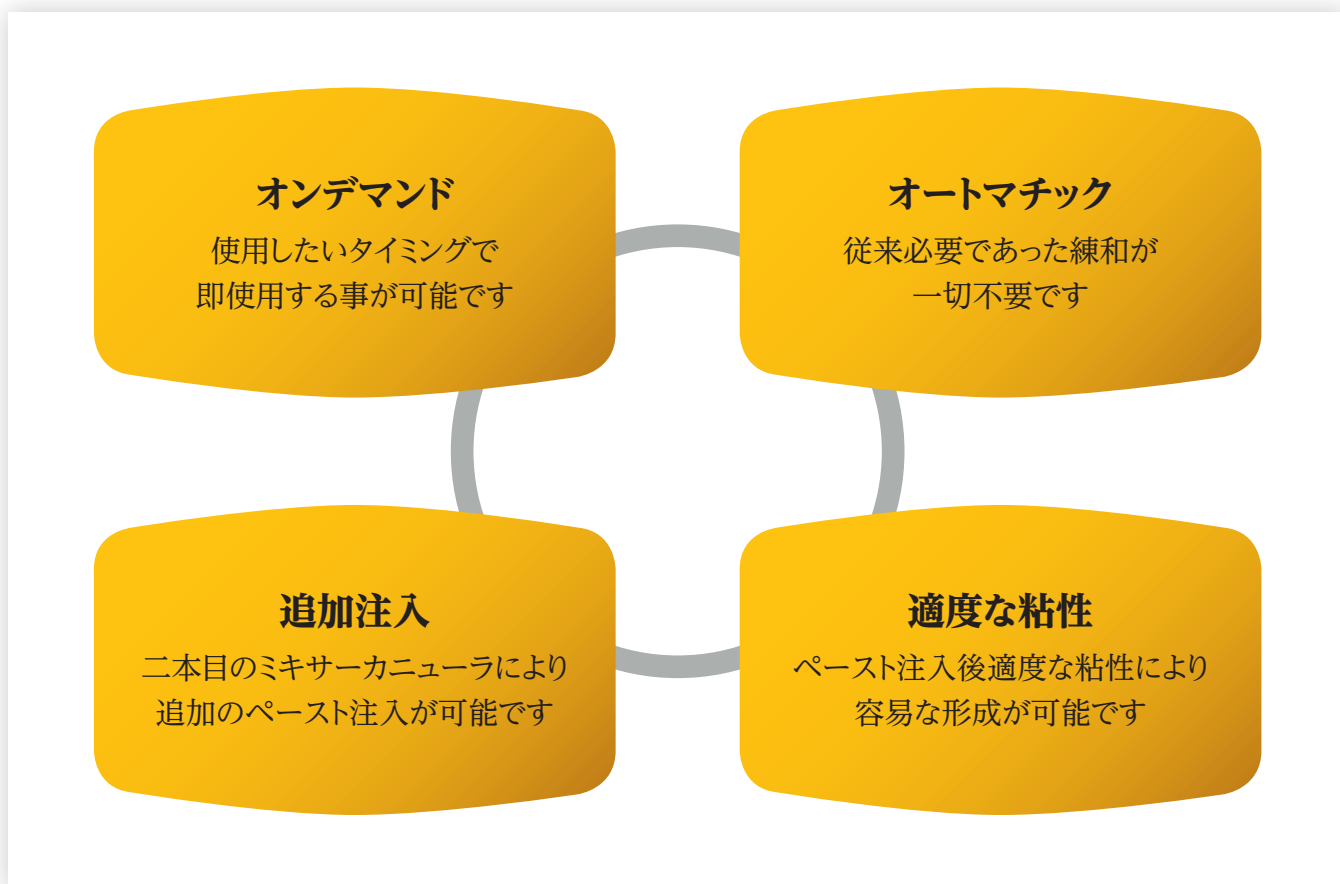 オンデマンド
使用したいタイミングで
即使用する事が可能です
オートマチック
従来必要であった練和が
一切不要です
追加注入
二本目のミキサーカニューラにより
追加のペースト注入が可能です
適度な粘性
ペースト注入後適度な粘性により
容易な形成が可能です